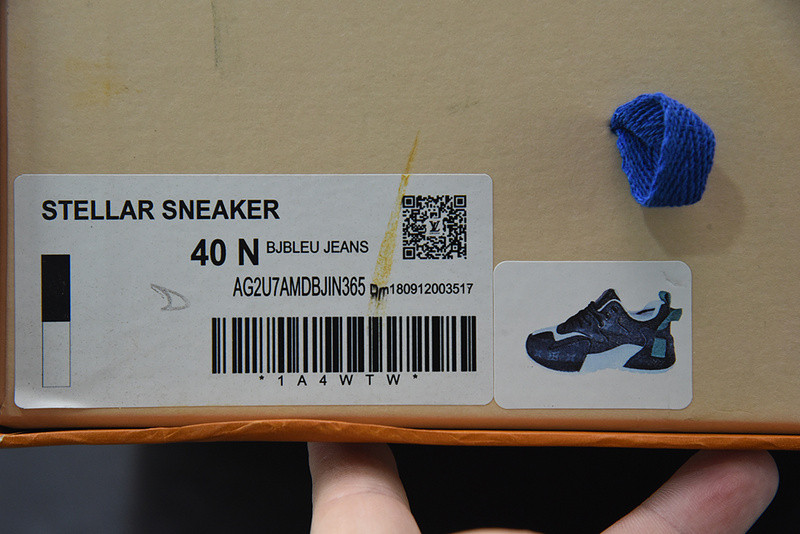 STELLAR SNEAKER
40 N BJBLEU JEANS
AG2U7AMDBJIN365 Dm180912003517
*1A4WTW*